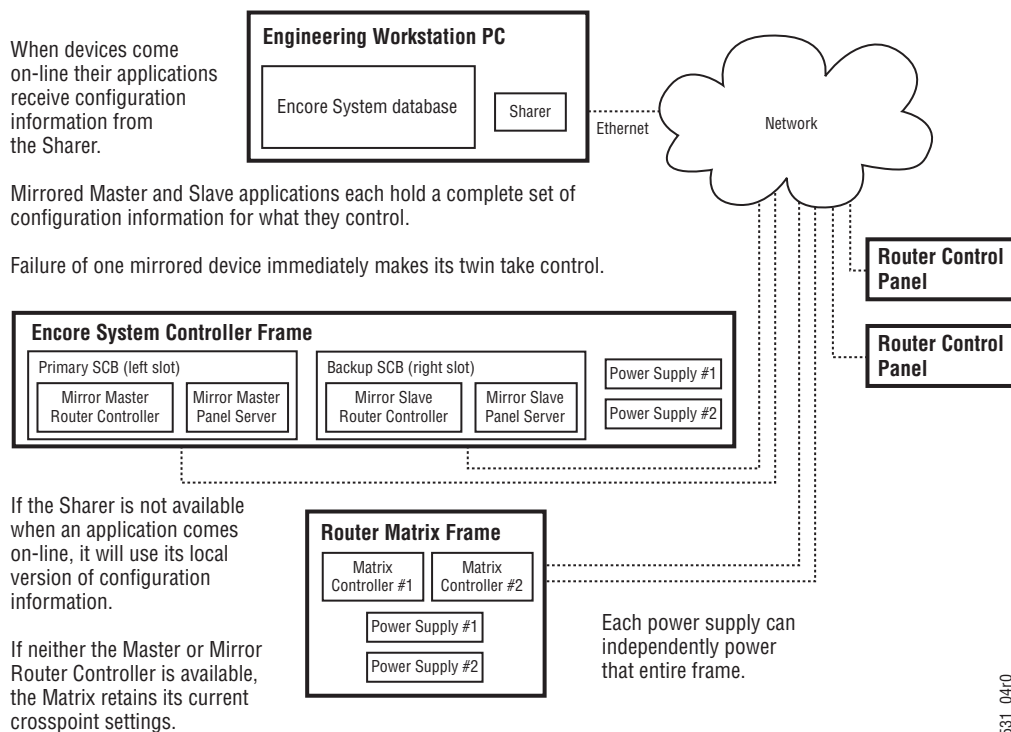 When devices come
on-line their applications
receive configuration
information from
the Sharer.
Engineering Workstation PC
Encore System database
Sharer
Ethernet
Network
Mirrored Master and Slave applications each hold a complete set of
configuration information for what they control.
Failure of one mirrored device immediately makes its twin take control.
Router Control
Panel
Router Control
Panel
Encore System Controller Frame
Primary SCB (left slot)
Mirror Master
Router Controller
Mirror Master
Panel Server
Backup SCB (right slot)
Mirror Slave
Router Controller
Mirror Slave
Panel Server
Power Supply #1
Power Supply #2
If the Sharer is not available
when an application comes
on-line, it will use its local
version of configuration
information.
If neither the Master or Mirror
Router Controller is available,
the Matrix retains its current
crosspoint settings.
Router Matrix Frame
Matrix
Controller #1
Matrix
Controller #2
Power Supply #1
Power Supply #2
Each power supply can
independently power
that entire frame.